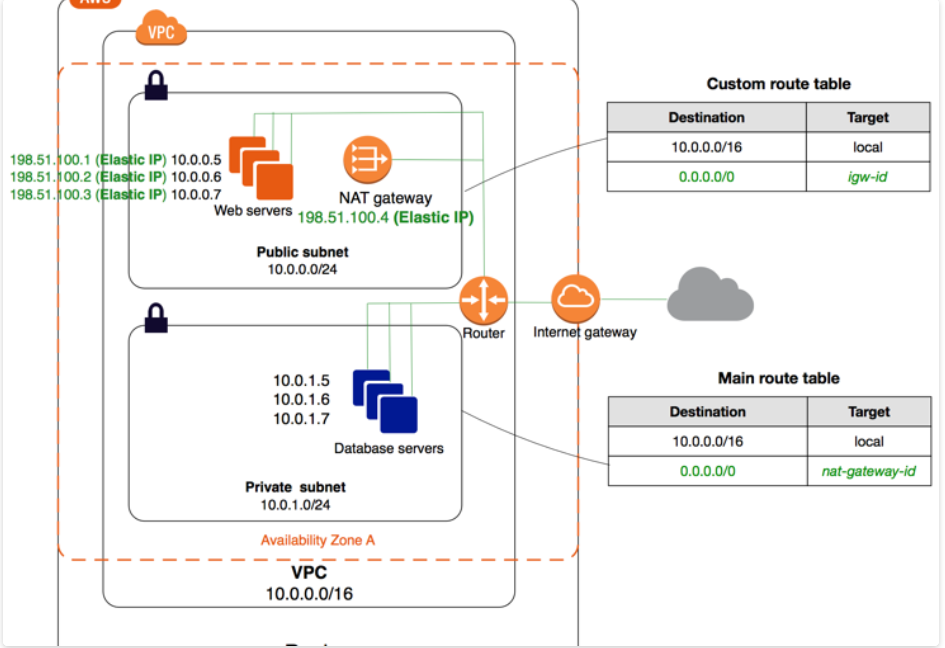 AWS
VPC
198.51.100.1 (Elastic IP) 10.0.0.5
198.51.100.2 (Elastic IP) 10.0.0.6
198.51.100.3 (Elastic IP) 10.0.0.7
Web servers
NAT gateway
198.51.100.4 (Elastic IP)
Public subnet
10.0.0.0/24
Custom route table
Destination Target
10.0.0.0/16 local
0.0.0.0/0 igw-id
Router
Internet gateway
10.0.1.5
10.0.1.6
10.0.1.7
Database servers
Private subnet
10.0.1.0/24
Main route table
Destination Target
10.0.0.0/16 local
0.0.0.0/0 nat-gateway-id
Availability Zone A
VPC
10.0.0.0/16